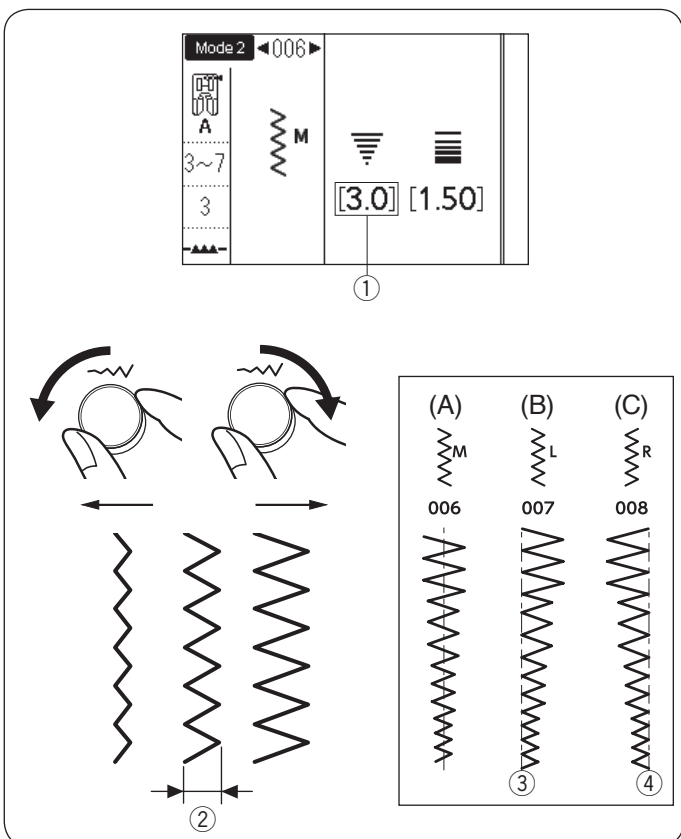 Mode 2 ◀006▶
A
M
3~7
3
[3.0] [1.50]
①
(A) (B) (C)
M L R
006 007 008
②
③ ④